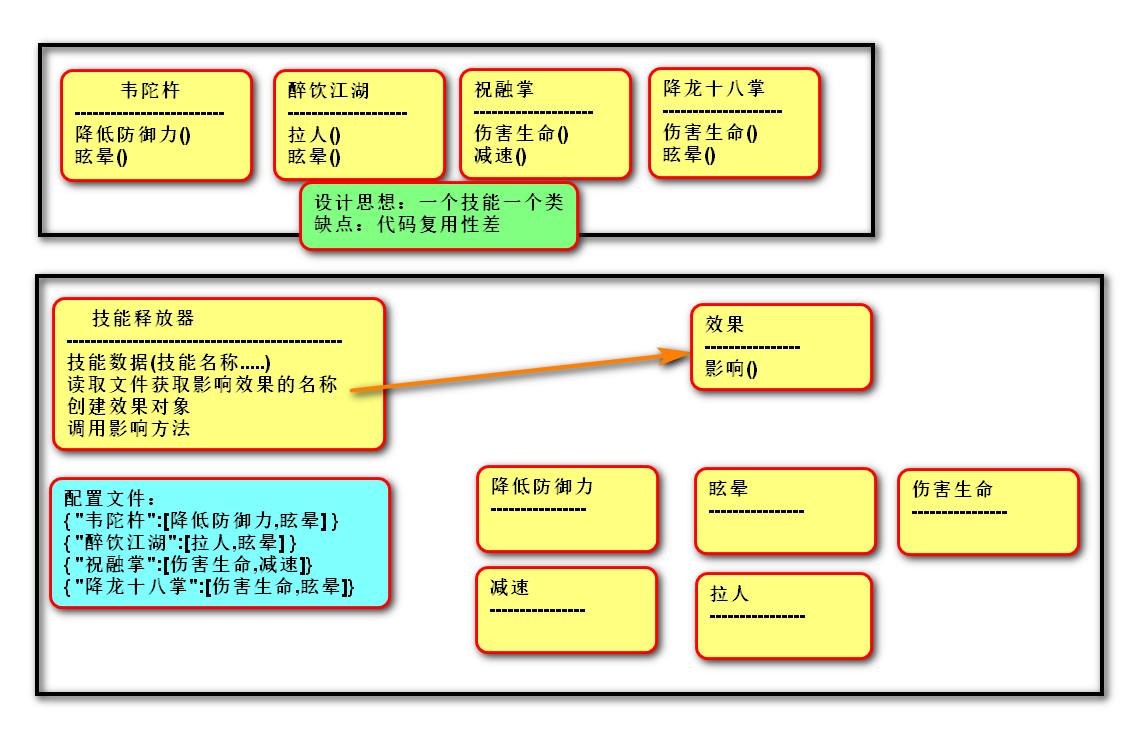 韦陀杵
-------------------------
降低防御力()
眩晕()
醉饮江湖
--------------------
拉人()
眩晕()
祝融掌
--------------------
伤害生命()
减速()
降龙十八掌
--------------------
伤害生命()
眩晕()
设计思想：一个技能一个类
缺点：代码复用性差
技能释放器
----------------------------------------------
技能数据(技能名称.....)
读取文件获取影响效果的名称
创建效果对象
调用影响方法
效果
----------------
影响()
配置文件：
{ "韦陀杵":[降低防御力,眩晕] }
{ "醉饮江湖":[拉人,眩晕] }
{ "祝融掌":[伤害生命,减速]}
{ "降龙十八掌":[伤害生命,眩晕]}
降低防御力
----------------
眩晕
----------------
伤害生命
----------------
减速
----------------
拉人
----------------